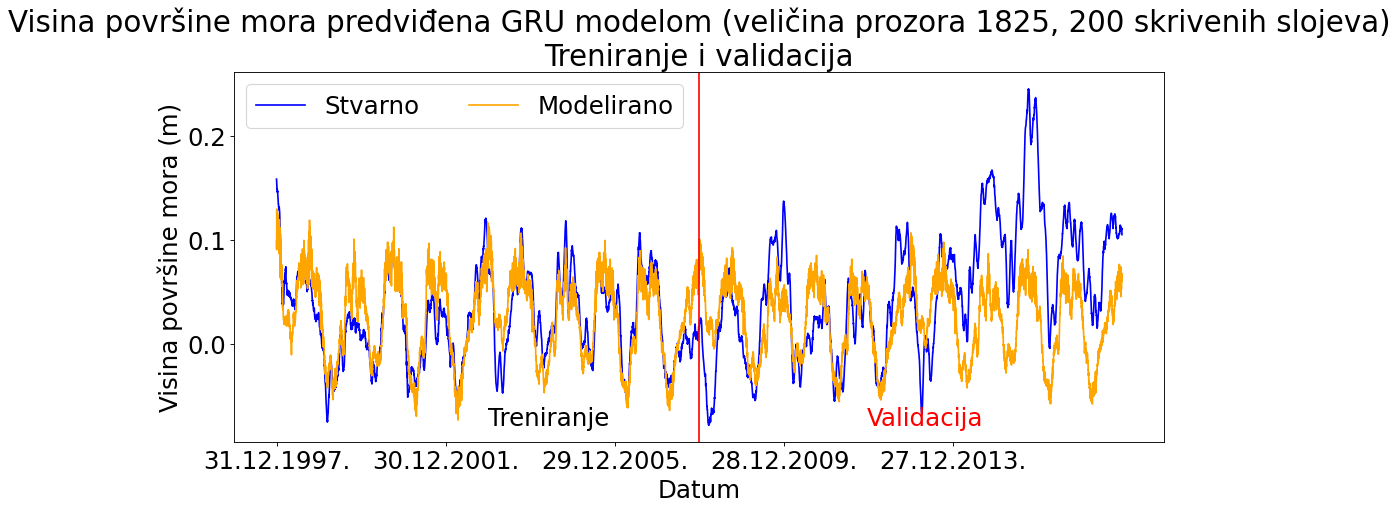 Visina površine mora predviđena GRU modelom (veličina prozora 1825, 200 skrivenih slojeva)
Treniranje i validacija
Stvarno
Modelirano
Visina površine mora (m)
0.2
0.1
0.0
Treniranje
Validacija
31.12.1997.
30.12.2001.
29.12.2005.
28.12.2009.
27.12.2013.
Datum